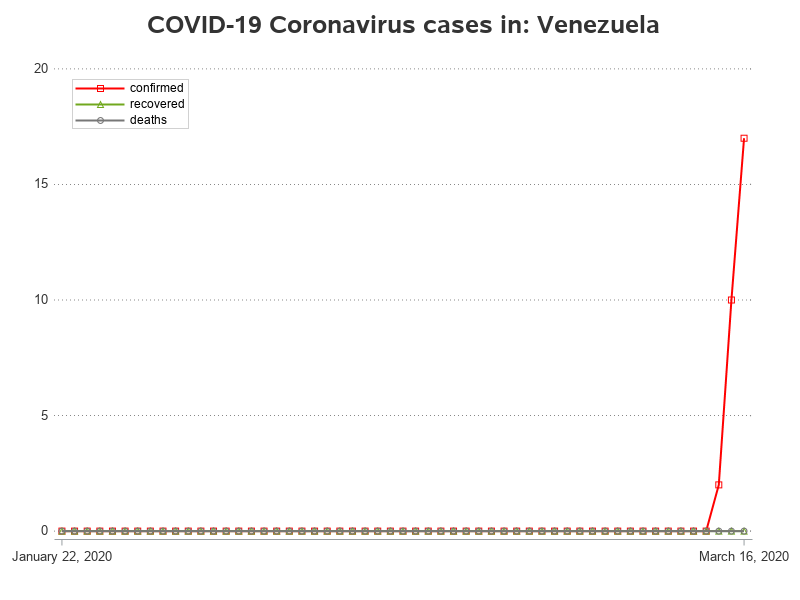 COVID-19 Coronavirus cases in: Venezuela
20
confirmed
recovered
deaths
15
10
5
0
January 22, 2020
March 16, 2020